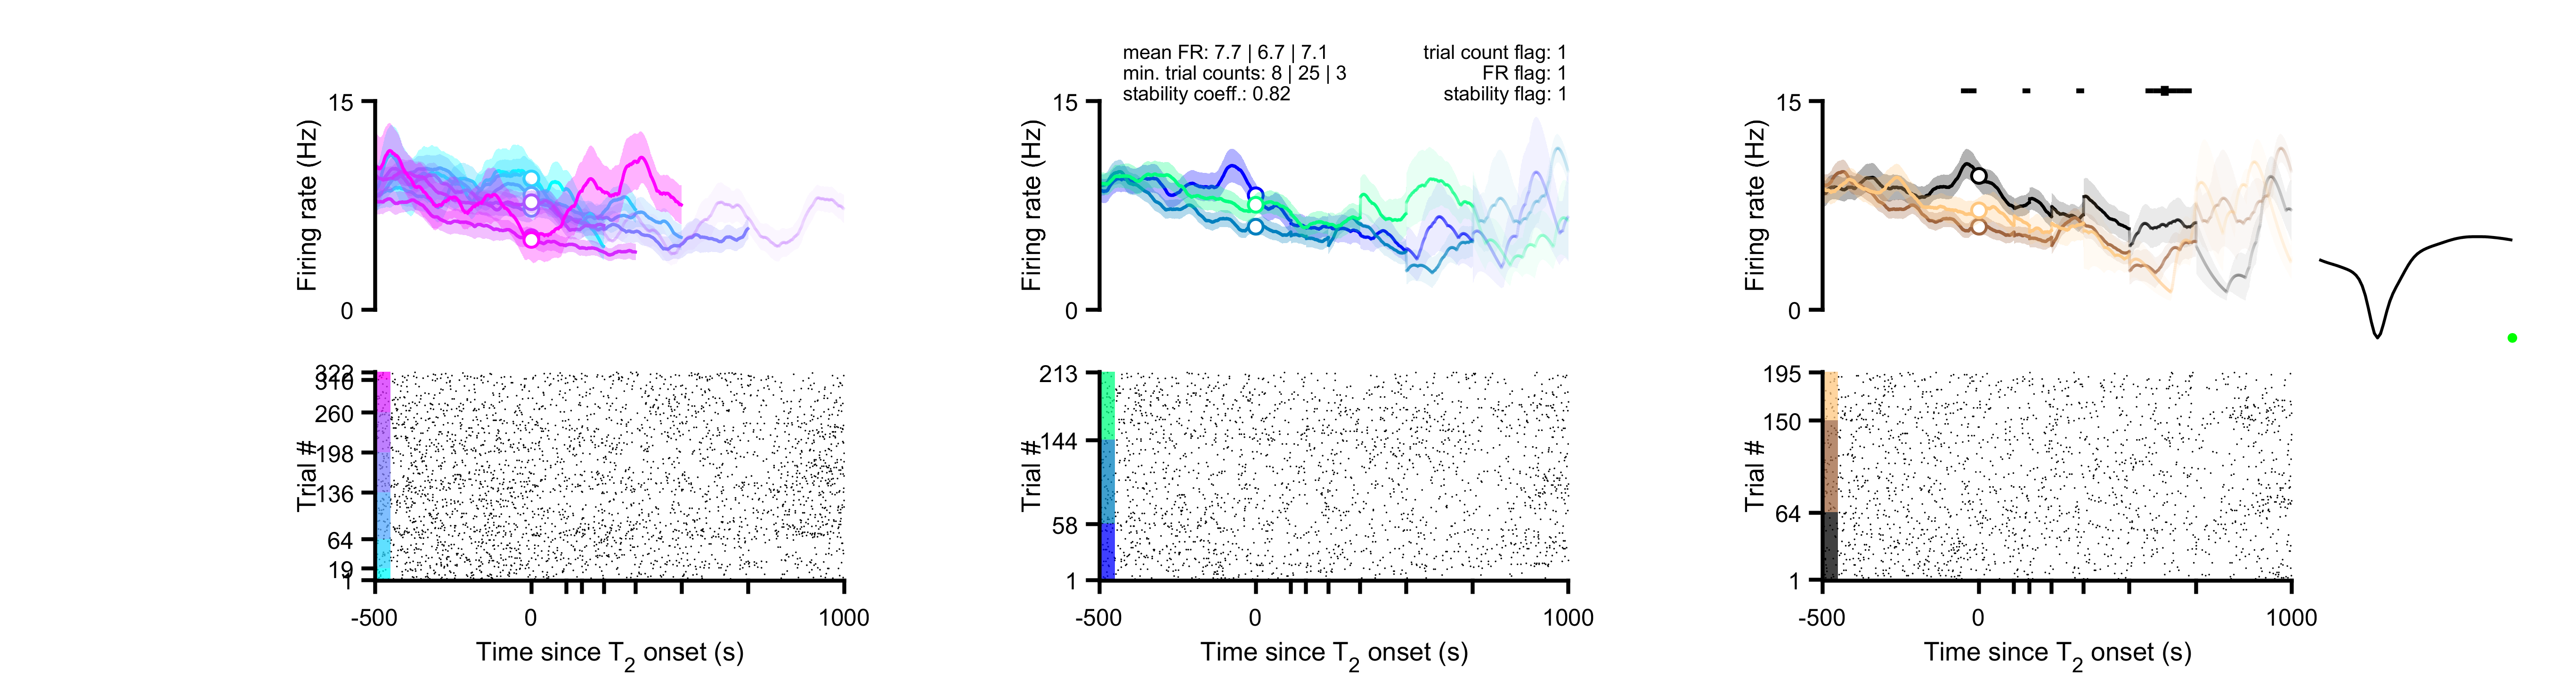 mean FR: 7.7 | 6.7 | 7.1
min. trial counts: 8 | 25 | 3
stability coeff.: 0.82
trial count flag: 1
FR flag: 1
stability flag: 1
15
Firing rate (Hz)
0
15
Firing rate (Hz)
0
15
Firing rate (Hz)
0
322
260
198
136
64
19
1
Trial #
-500
0
1000
Time since T2 onset (s)
213
144
58
1
Trial #
-500
0
1000
Time since T2 onset (s)
195
150
64
1
Trial #
-500
0
1000
Time since T2 onset (s)